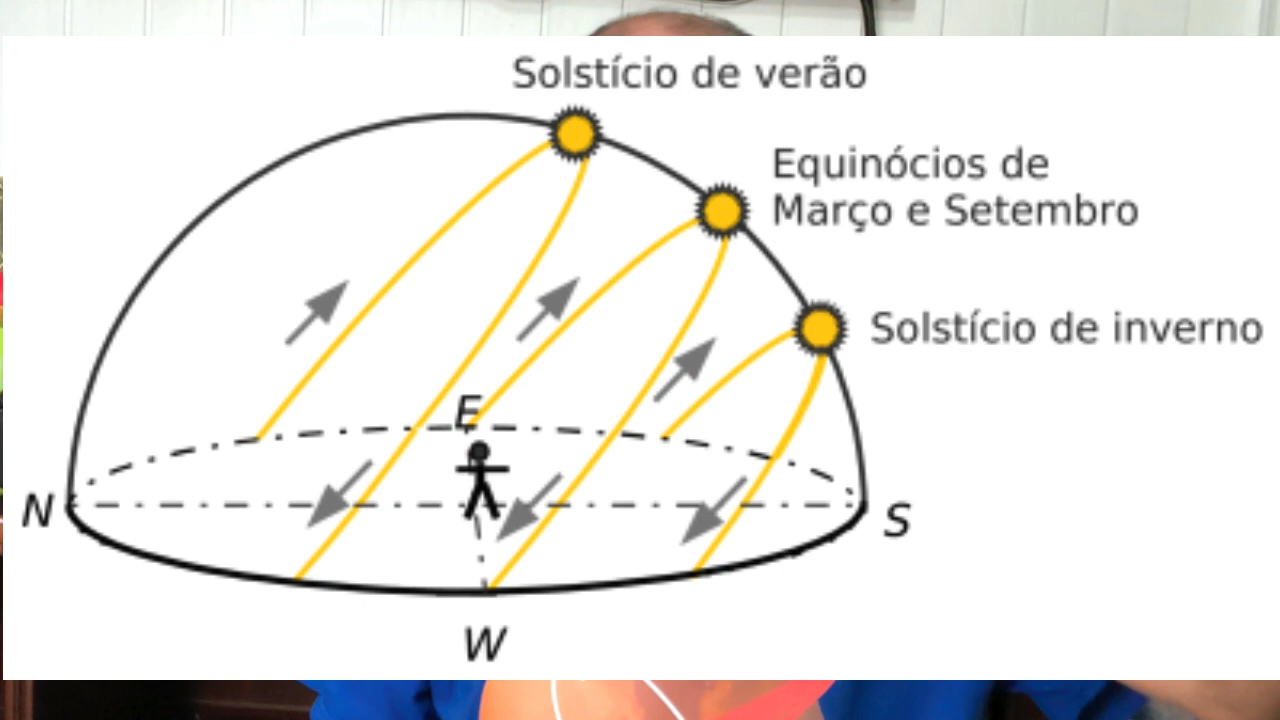 Solstício de verão
Equinócios de
Março e Setembro
Solstício de inverno
E
N
S
W